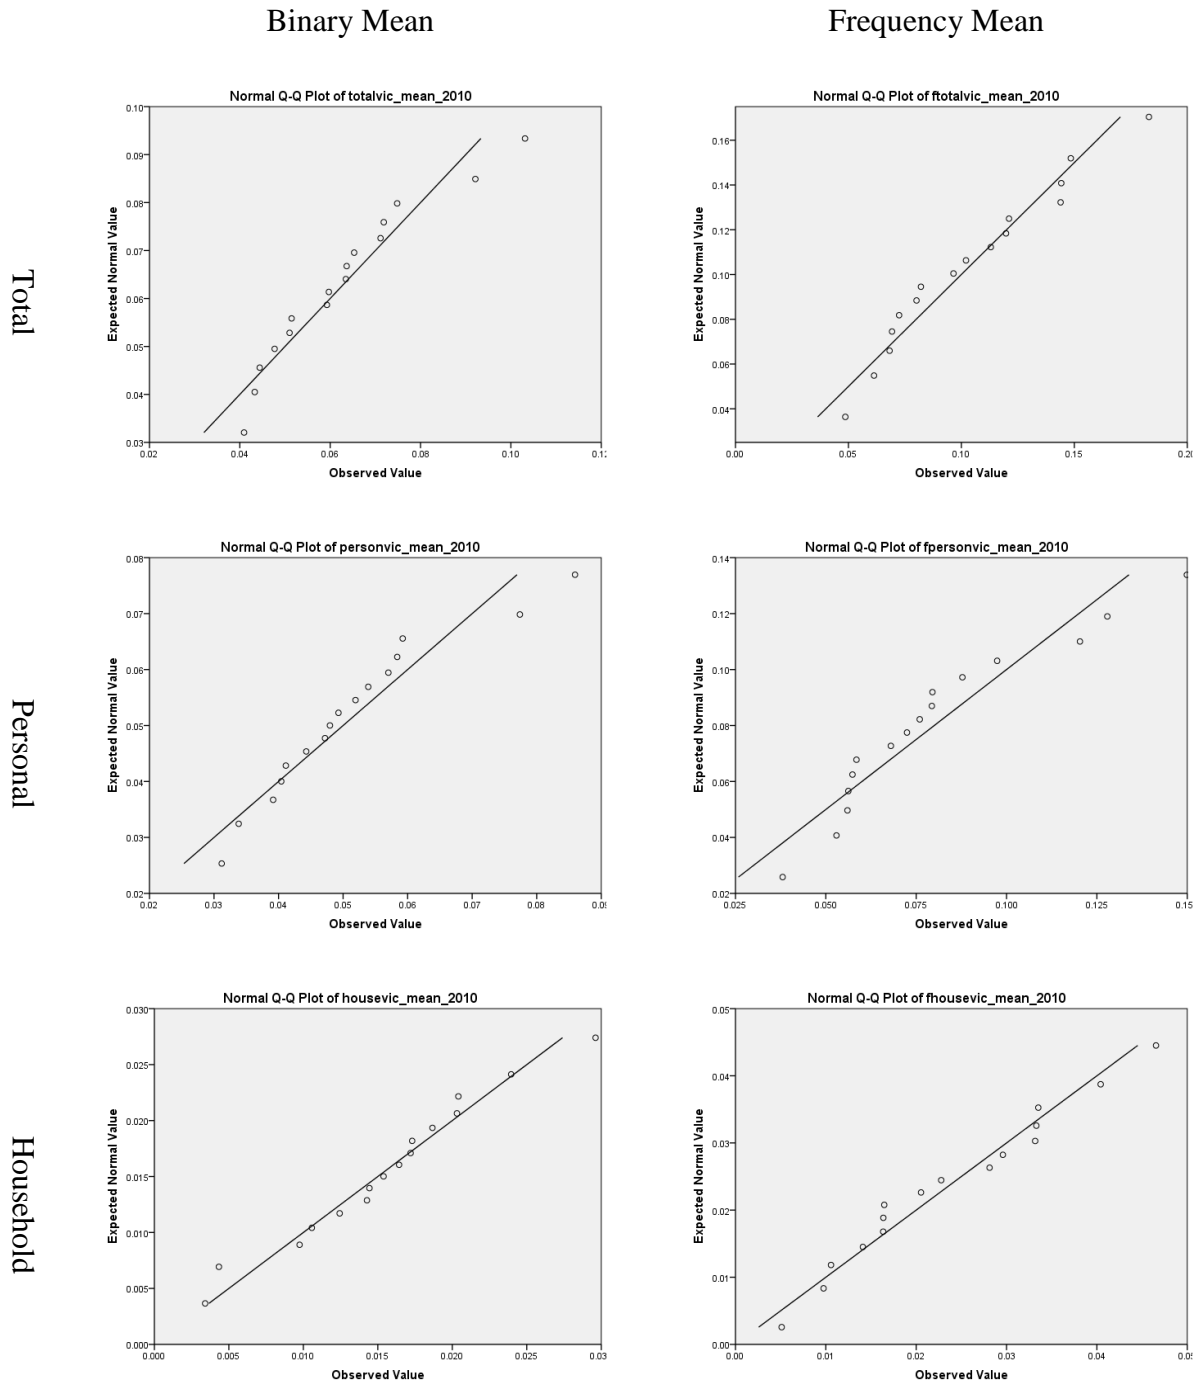 Binary Mean
Frequency Mean
Total
Normal Q-Q Plot of totalvic_mean_2010
Expected Normal Value
0.10
0.09
0.08
0.07
0.06
0.05
0.04
0.03
0.02 0.04 0.06 0.08 0.10
Observed Value
Normal Q-Q Plot of ftotalvic_mean_2010
Expected Normal Value
0.16
0.14
0.12
0.10
0.08
0.06
0.04
0.00 0.05 0.10 0.15
Observed Value
Personal
Normal Q-Q Plot of personvic_mean_2010
Expected Normal Value
0.08
0.07
0.06
0.05
0.04
0.03
0.02
0.02 0.03 0.04 0.05 0.06 0.07 0.08
Observed Value
Normal Q-Q Plot of fpersonvic_mean_2010
Expected Normal Value
0.14
0.12
0.10
0.08
0.06
0.04
0.02
0.025 0.050 0.075 0.100 0.125 0.15
Observed Value
Household
Normal Q-Q Plot of housevic_mean_2010
Expected Normal Value
0.030
0.025
0.020
0.015
0.010
0.005
0.000
0.000 0.005 0.010 0.015 0.020 0.025 0.03
Observed Value
Normal Q-Q Plot of fhousevic_mean_2010
Expected Normal Value
0.05
0.04
0.03
0.02
0.01
0.00
0.00 0.01 0.02 0.03 0.04
Observed Value